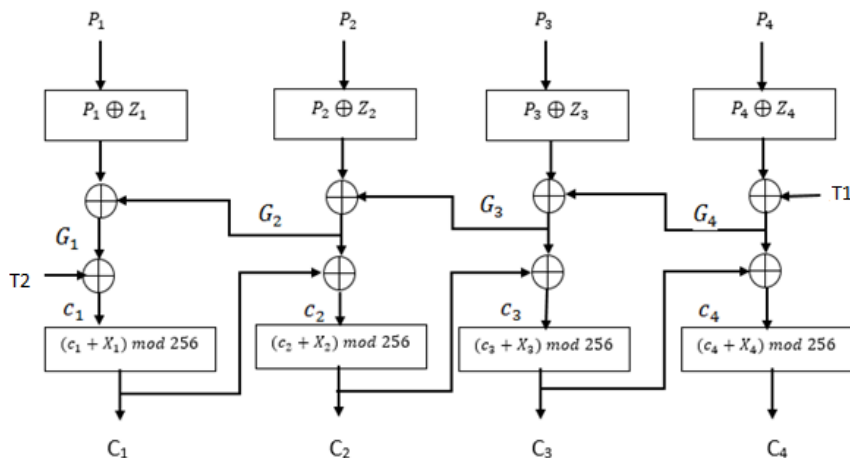 P₁ P₂ P₃ P₄
P₁ ⊕ Z₁ P₂ ⊕ Z₂ P₃ ⊕ Z₃ P₄ ⊕ Z₄
T1
G₂ G₃ G₄
G₁
T2
c₁ c₂ c₃ c₄
(c₁ + X₁) mod 256 (c₂ + X₂) mod 256 (c₃ + X₃) mod 256 (c₄ + X₄) mod 256
C₁ C₂ C₃ C₄